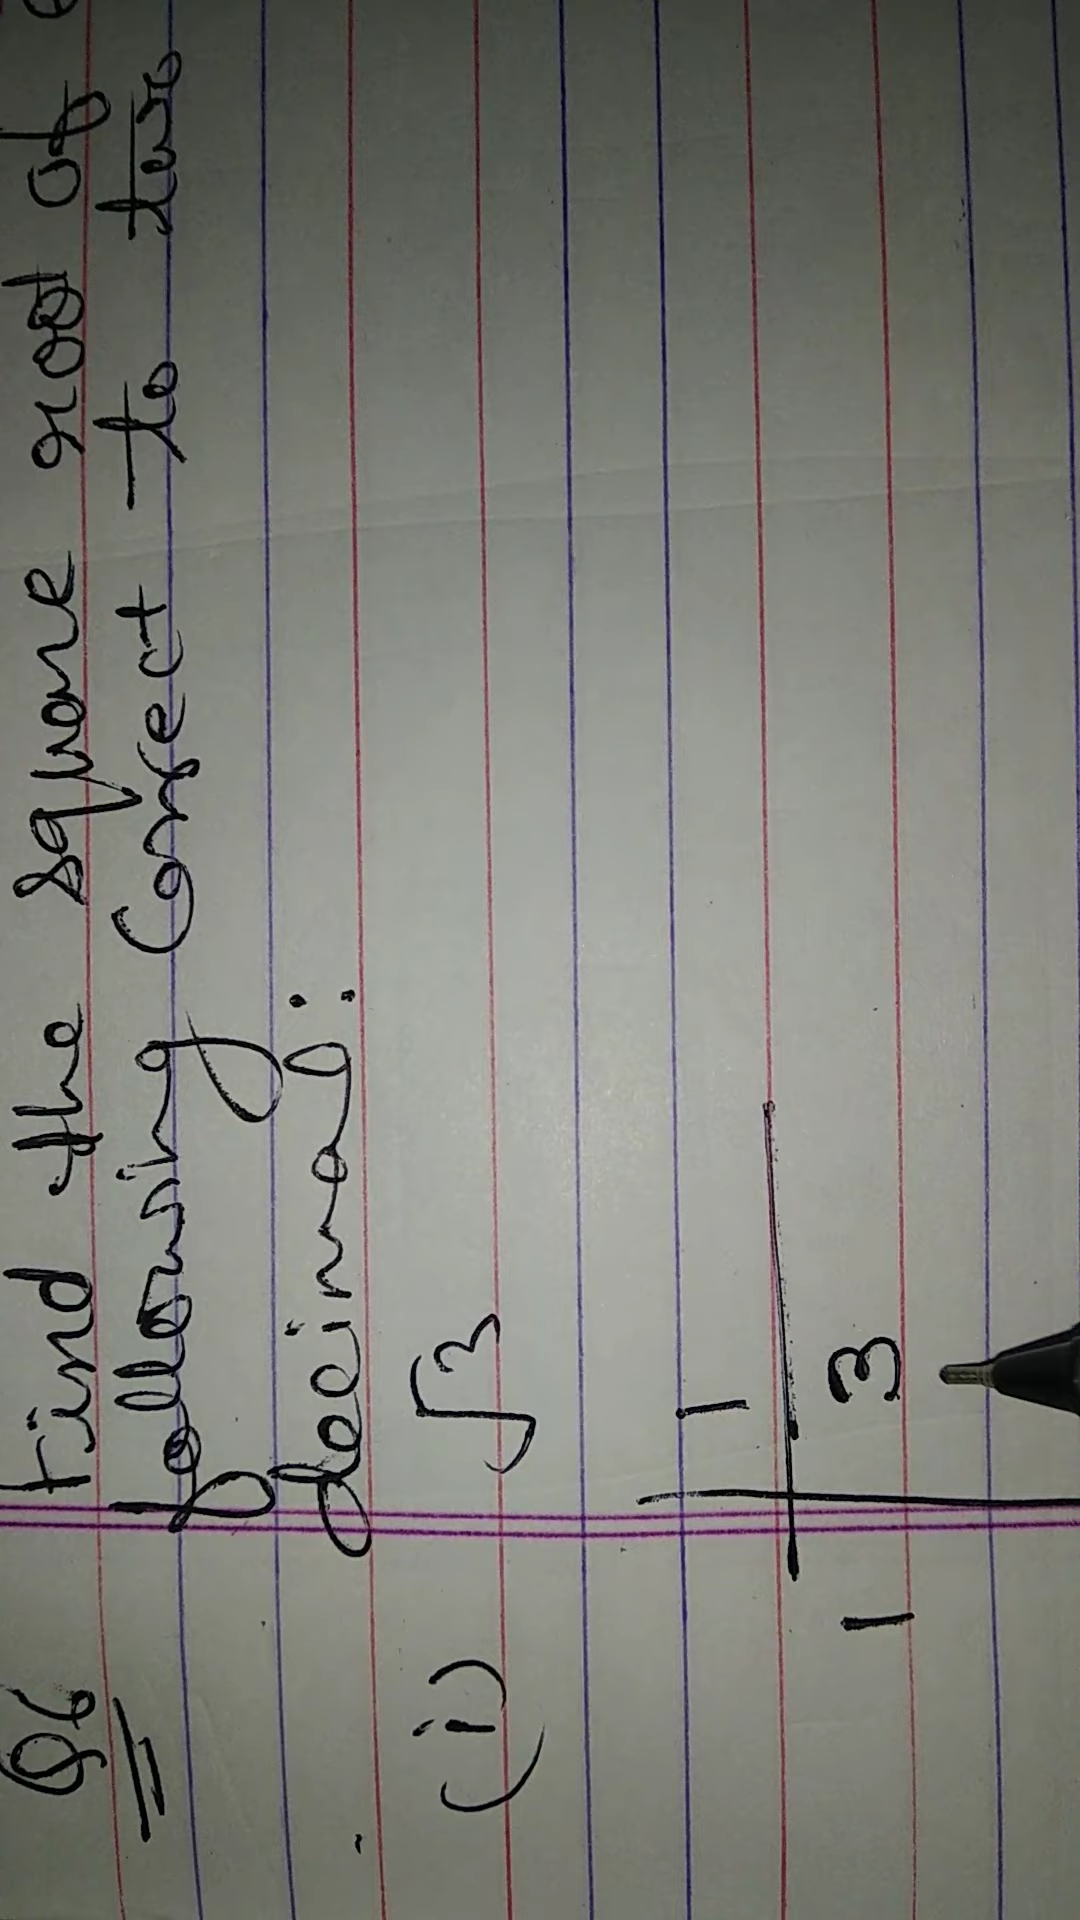 Q6 Find the square root of
following Correct to two
decimal:
(i) √3
1
1 3